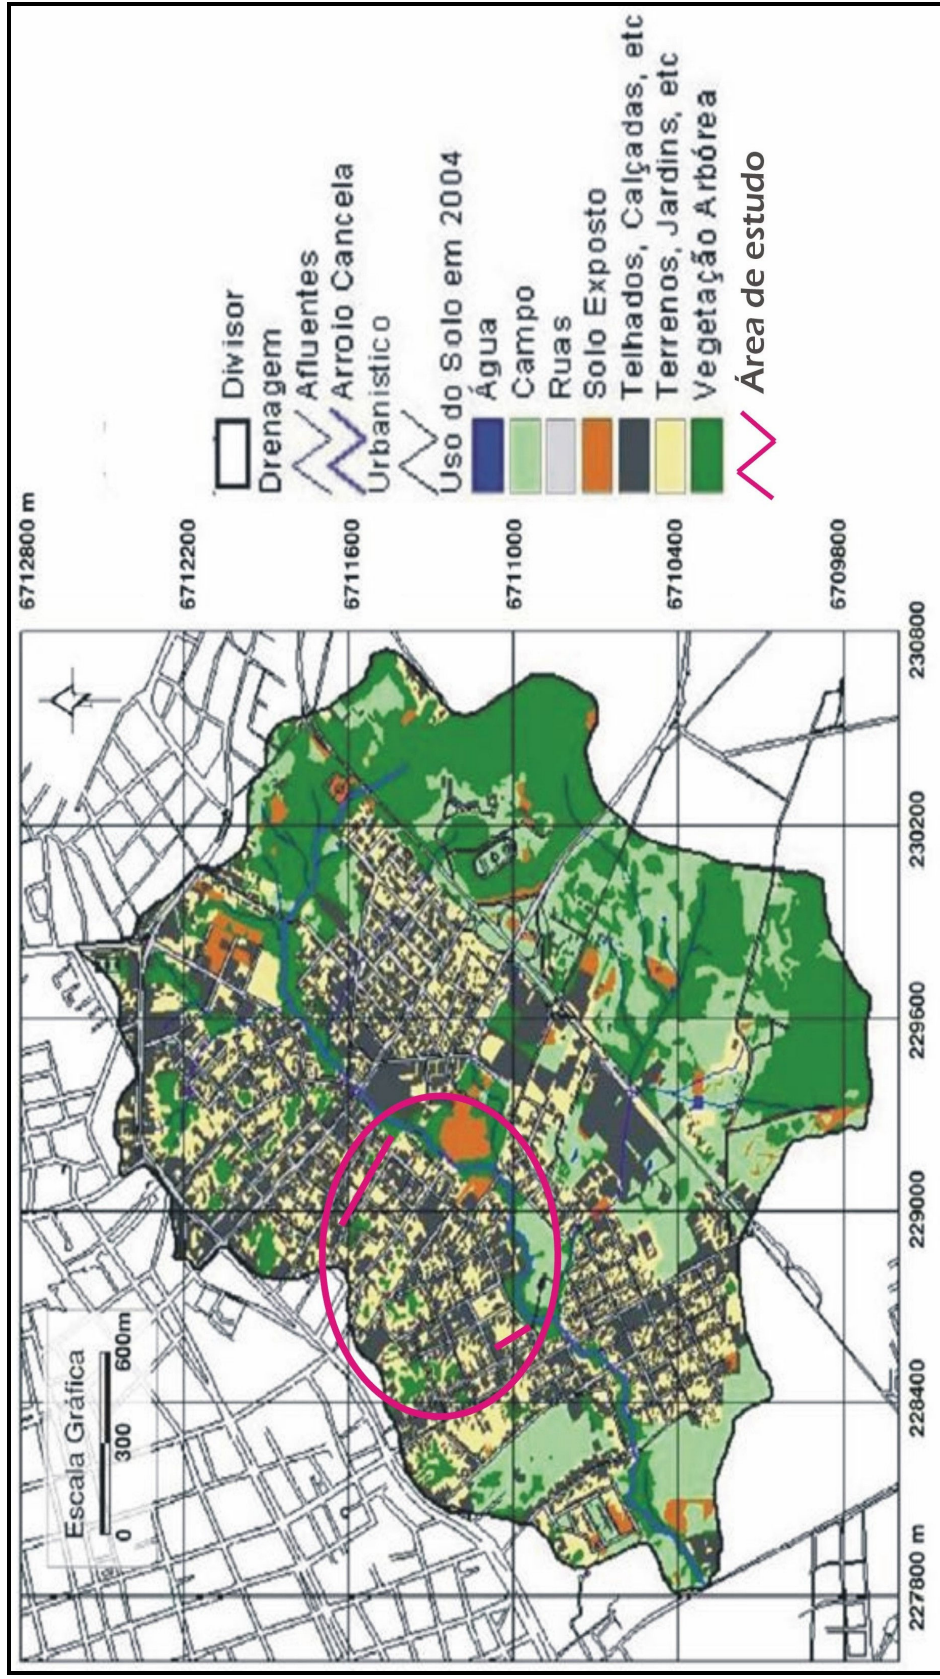 Escala Gráfica
0 300 600m
6712800 m
6712200
6711600
6711000
6710400
6709800
227800 m
228400
229000
229600
230200
230800
Divisor
Drenagem
Afluentes
Arroio Cancela
Urbanistico
Uso do Solo em 2004
Água
Campo
Ruas
Solo Exposto
Telhados, Calçadas, etc
Terrenos, Jardins, etc
Vegetação Arbórea
Área de estudo